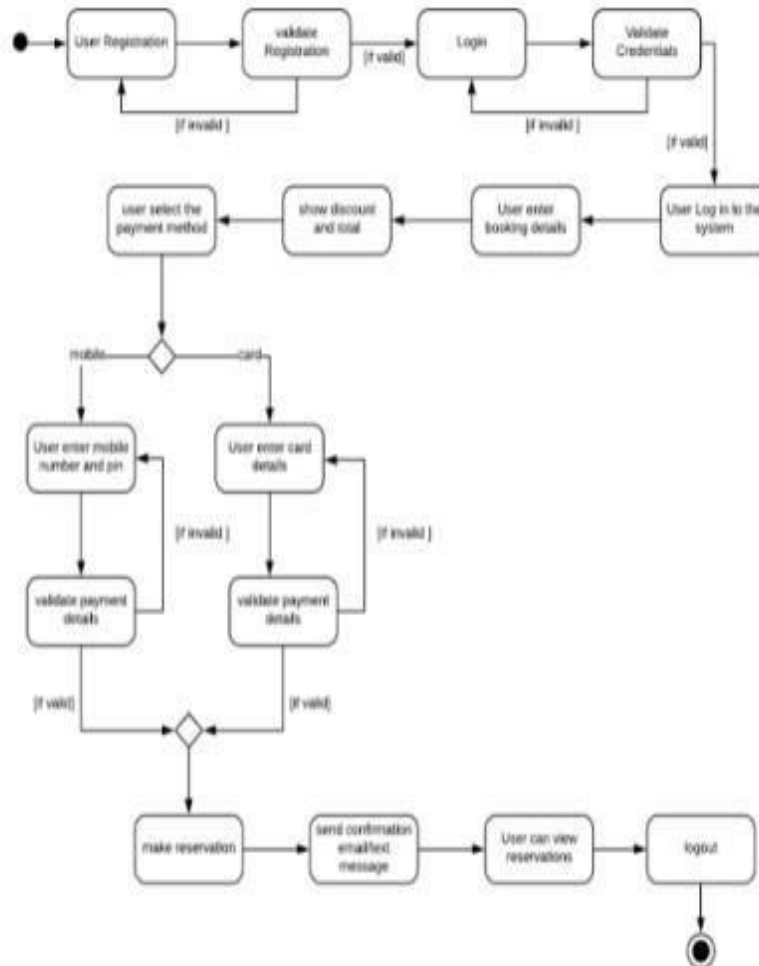 User Registration
validate
Registration
[if valid]
Login
Validate
Credentials
[if invalid ]
[if invalid ]
[if valid]
user select the
payment method
show discount
and total
User enter
booking details
User Log in to the
system
mobile
card
User enter mobile
number and pin
User enter card
details
[if invalid ]
[if invalid ]
validate payment
details
validate payment
details
[if valid]
[if valid]
make reservation
send confirmation
email/text
message
User can view
reservations
logout